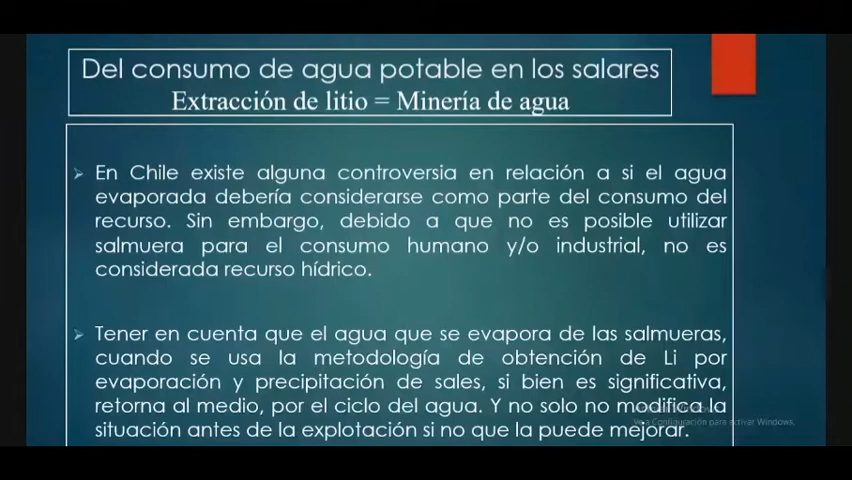 Del consumo de agua potable en los salares
Extracción de litio = Minería de agua
➢ En Chile existe alguna controversia en relación a si el agua
evaporada debería considerarse como parte del consumo del
recurso. Sin embargo, debido a que no es posible utilizar
salmuera para el consumo humano y/o industrial, no es
considerada recurso hídrico.
➢ Tener en cuenta que el agua que se evapora de las salmueras,
cuando se usa la metodología de obtención de Li por
evaporación y precipitación de sales, si bien es significativa,
retorna al medio, por el ciclo del agua. Y no solo no modifica la
situación antes de la explotación si no que la puede mejorar.
Ve a Configuración para activar Windows.